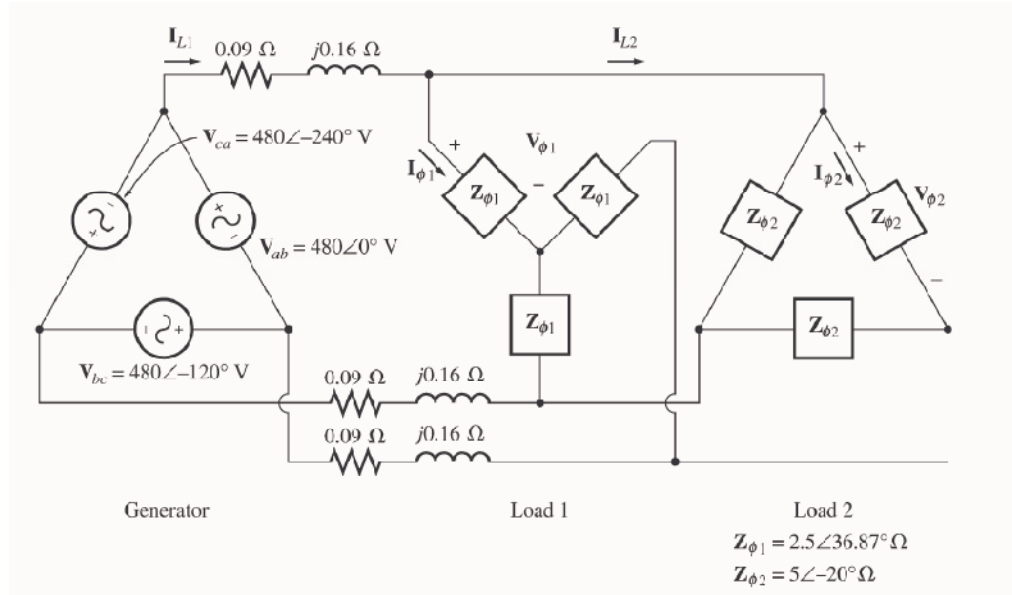 I_L1 0.09 Ω j0.16 Ω I_L2
V_ca = 480∠–240° V
+ V_ϕ1 –
I_ϕ1
Z_ϕ1 Z_ϕ1
I_ϕ2 + V_ϕ2 –
Z_ϕ2 Z_ϕ2
V_ab = 480∠0° V
Z_ϕ1
Z_ϕ2
V_bc = 480∠–120° V
0.09 Ω j0.16 Ω
0.09 Ω j0.16 Ω
Generator Load 1 Load 2
Z_ϕ1 = 2.5∠36.87° Ω
Z_ϕ2 = 5∠–20° Ω